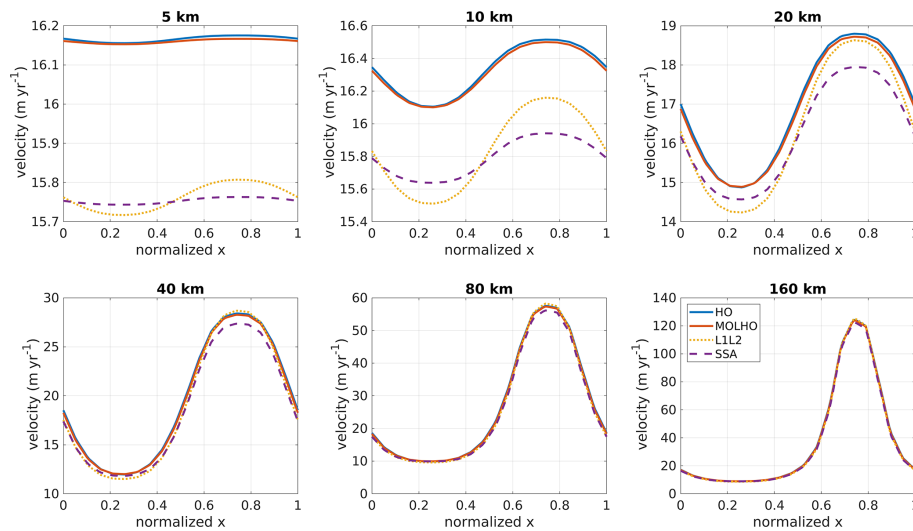 5 km
velocity (m yr-1)
16.2
16.1
16
15.9
15.8
15.7
0 0.2 0.4 0.6 0.8 1
normalized x
10 km
velocity (m yr-1)
16.4
16.2
16
15.8
15.6
15.4
0 0.2 0.4 0.6 0.8 1
normalized x
20 km
velocity (m yr-1)
19
18
17
16
15
14
0 0.2 0.4 0.6 0.8 1
normalized x
40 km
velocity (m yr-1)
30
25
20
15
10
0 0.2 0.4 0.6 0.8 1
normalized x
80 km
velocity (m yr-1)
60
50
40
30
20
10
0
0 0.2 0.4 0.6 0.8 1
normalized x
160 km
velocity (m yr-1)
140
120
100
80
60
40
20
0
HO
MOLHO
L1L2
SSA
0 0.2 0.4 0.6 0.8 1
normalized x